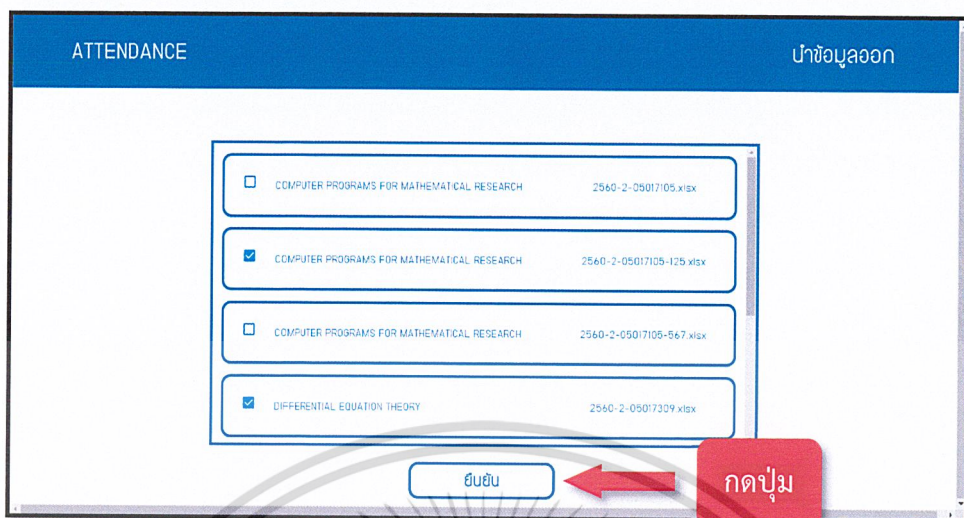 ATTENDANCE
นำข้อมูลออก
COMPUTER PROGRAMS FOR MATHEMATICAL RESEARCH 2560-2-05017105.xlsx
COMPUTER PROGRAMS FOR MATHEMATICAL RESEARCH 2560-2-05017105-125.xlsx
COMPUTER PROGRAMS FOR MATHEMATICAL RESEARCH 2560-2-05017105-567.xlsx
DIFFERENTIAL EQUATION THEORY 2560-2-05017309.xlsx
ยืนยัน
กดปุ่ม